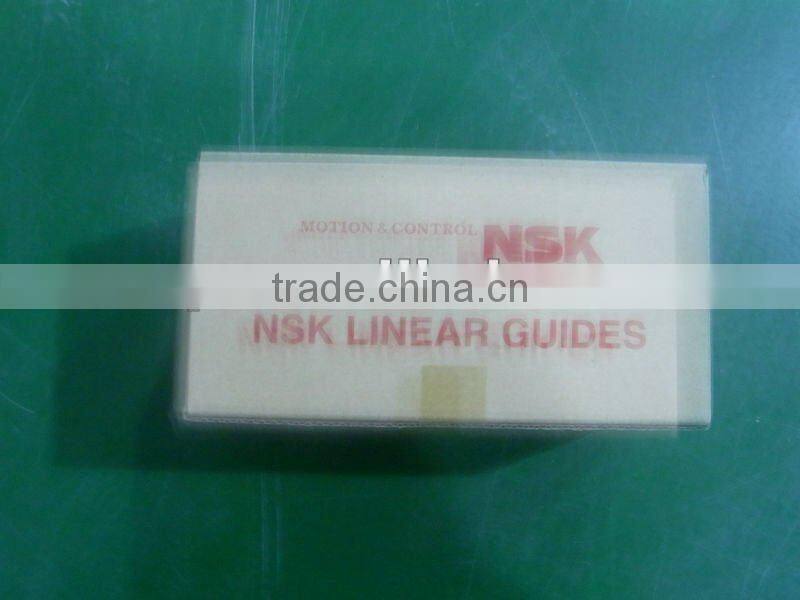 MOTION & CONTROL NSK
trade.china.cn
NSK LINEAR GUIDES